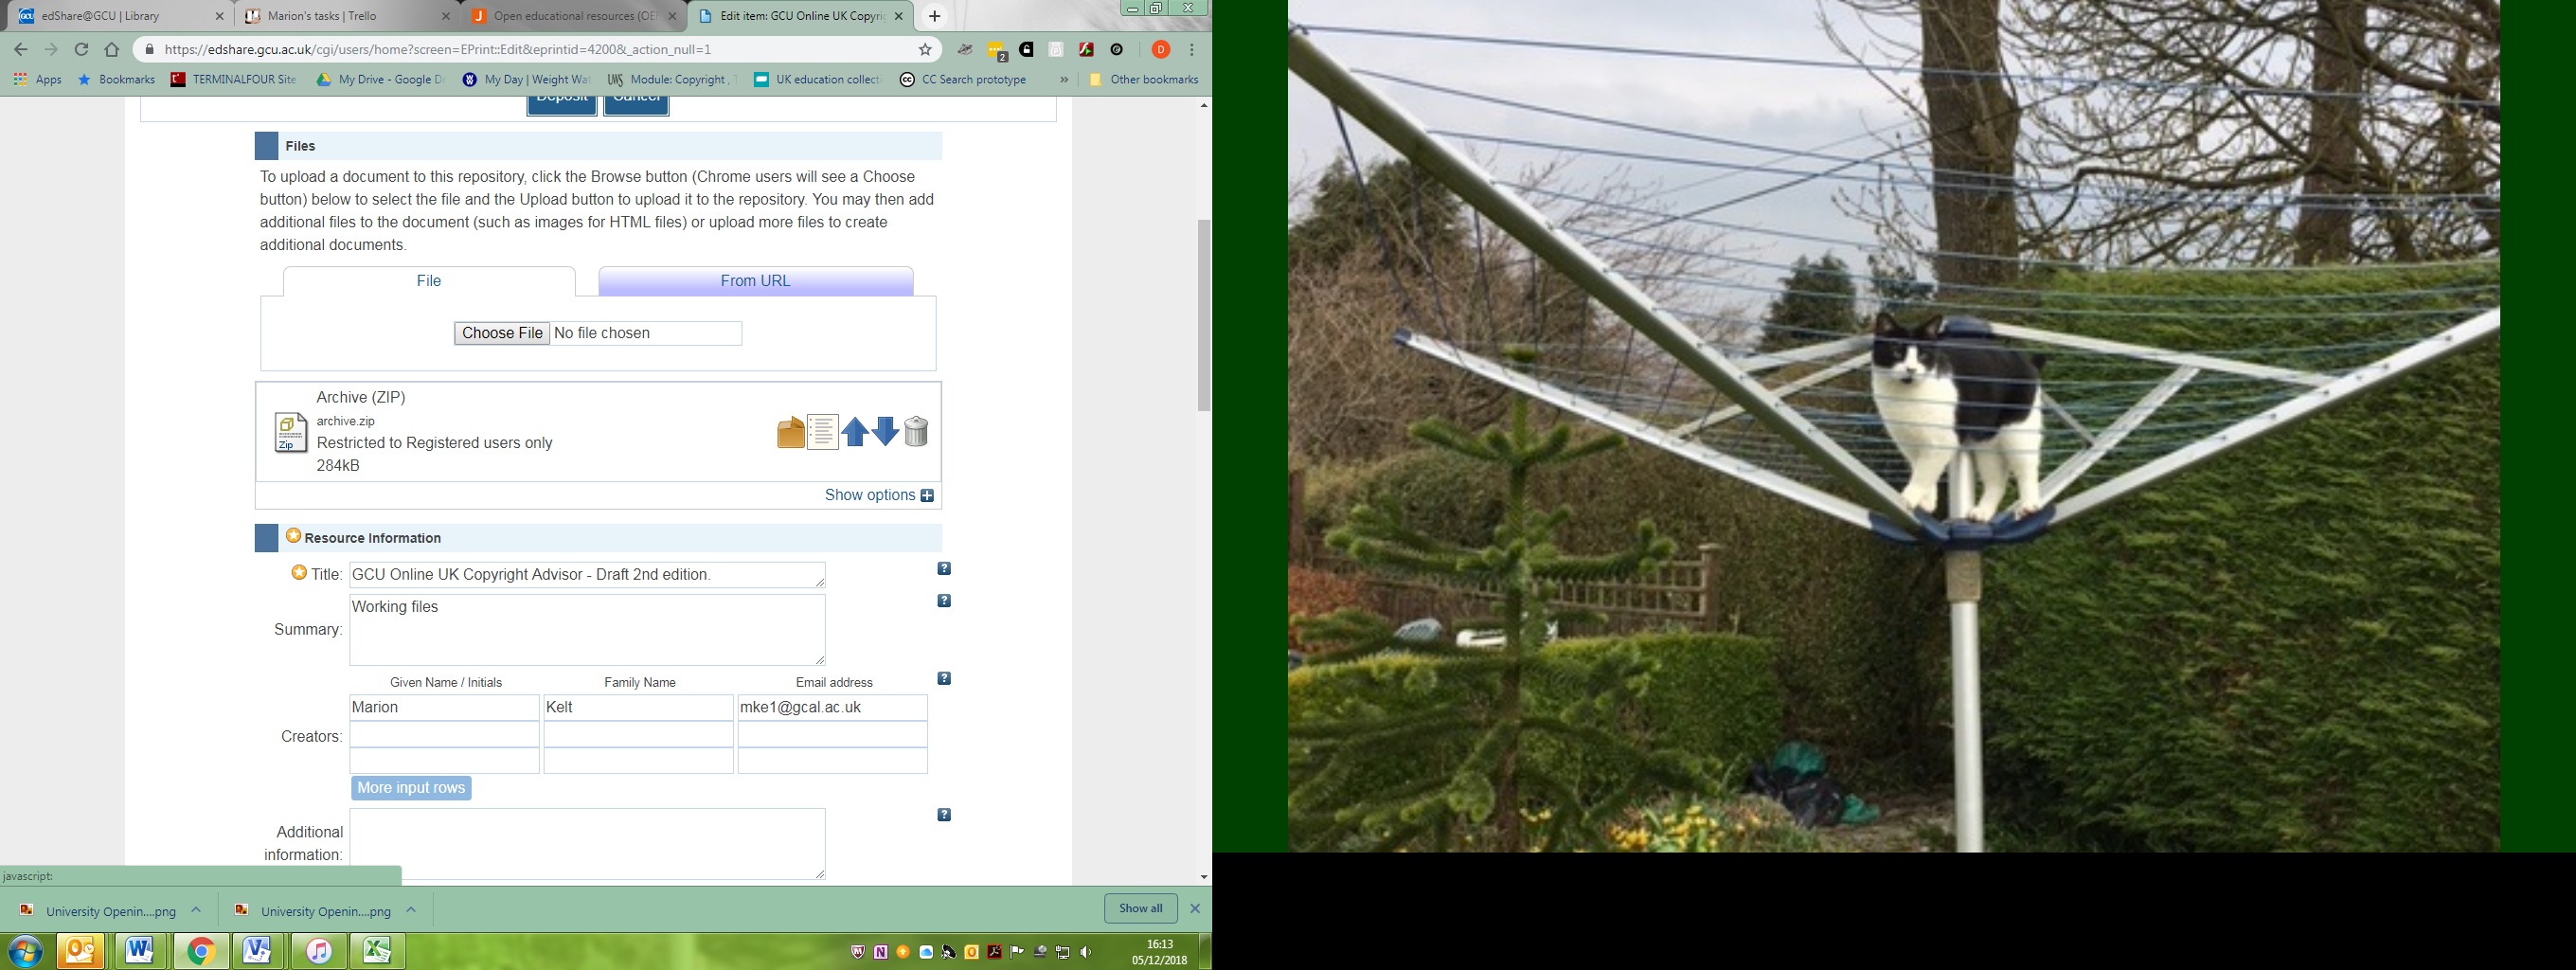 edShare@GCU | Library
Marion's tasks | Trello
Open educational resources (OE
Edit item: GCU Online UK Copyri
https://edshare.gcu.ac.uk/cgi/users/home?screen=EPrint::Edit&eprintid=4200&_action_null=1
2
D
Apps
Bookmarks
TERMINALFOUR Site
My Drive - Google D
My Day | Weight Wat
Module: Copyright ,
UK education collect
CC Search prototype
»
Other bookmarks
Deposit
Cancel
Files
To upload a document to this repository, click the Browse button (Chrome users will see a Choose
button) below to select the file and the Upload button to upload it to the repository. You may then add
additional files to the document (such as images for HTML files) or upload more files to create
additional documents.
File
From URL
Choose File No file chosen
Archive (ZIP)
archive.zip
Restricted to Registered users only
284kB
Zip
Show options
Resource Information
Title: GCU Online UK Copyright Advisor - Draft 2nd edition.
Summary: Working files
Given Name / Initials Family Name Email address
Creators: Marion Kelt mke1@gcal.ac.uk
More input rows
Additional
information:
javascript:
University Openin....png
University Openin....png
Show all
16:13
05/12/2018